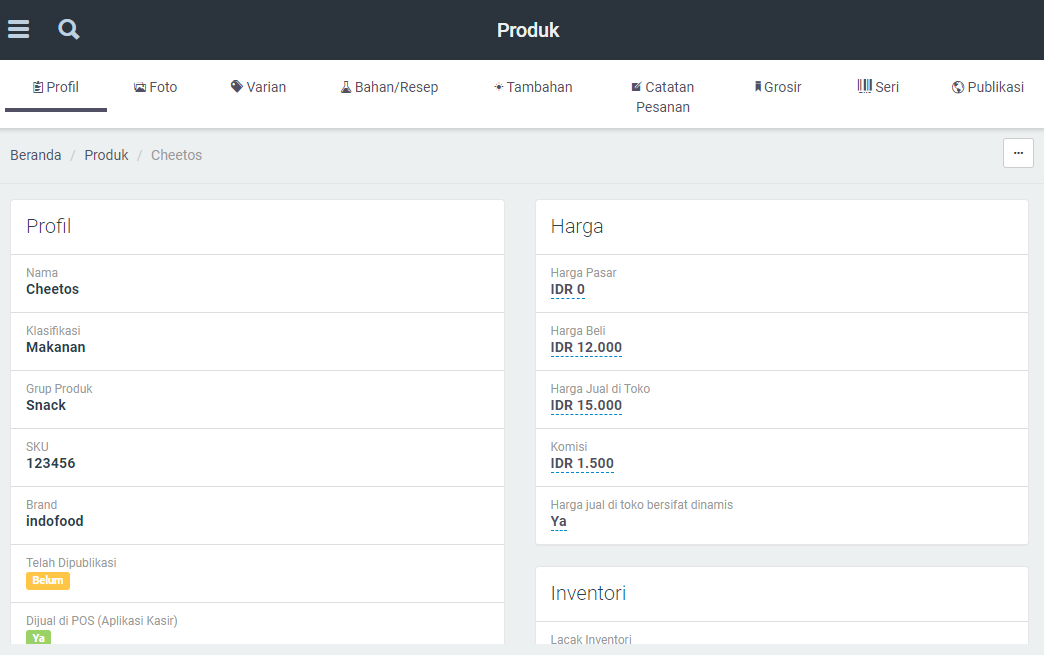 Produk
Profil
Foto
Varian
Bahan/Resep
Tambahan
Catatan
Pesanan
Grosir
Seri
Publikasi
Beranda / Produk / Cheetos
...
Profil
Nama
Cheetos
Klasifikasi
Makanan
Grup Produk
Snack
SKU
123456
Brand
indofood
Telah Dipublikasi
Belum
Dijual di POS (Aplikasi Kasir)
Ya
Harga
Harga Pasar
IDR 0
Harga Beli
IDR 12.000
Harga Jual di Toko
IDR 15.000
Komisi
IDR 1.500
Harga jual di toko bersifat dinamis
Ya
Inventori
Lacak Inventori